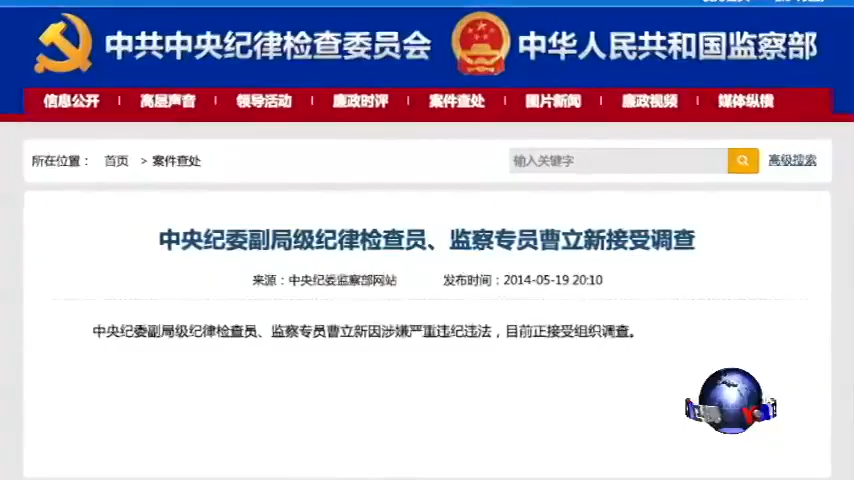 中共中央纪律检查委员会 中华人民共和国监察部
信息公开 | 高层声音 | 领导活动 | 廉政时评 | 案件查处 | 图片新闻 | 廉政视频 | 媒体纵横
所在位置： 首页 > 案件查处 输入关键字 高级搜索
中央纪委副局级纪律检查员、监察专员曹立新接受调查
来源：中央纪委监察部网站 发布时间：2014-05-19 20:10
中央纪委副局级纪律检查员、监察专员曹立新因涉嫌严重违纪违法，目前正接受组织调查。